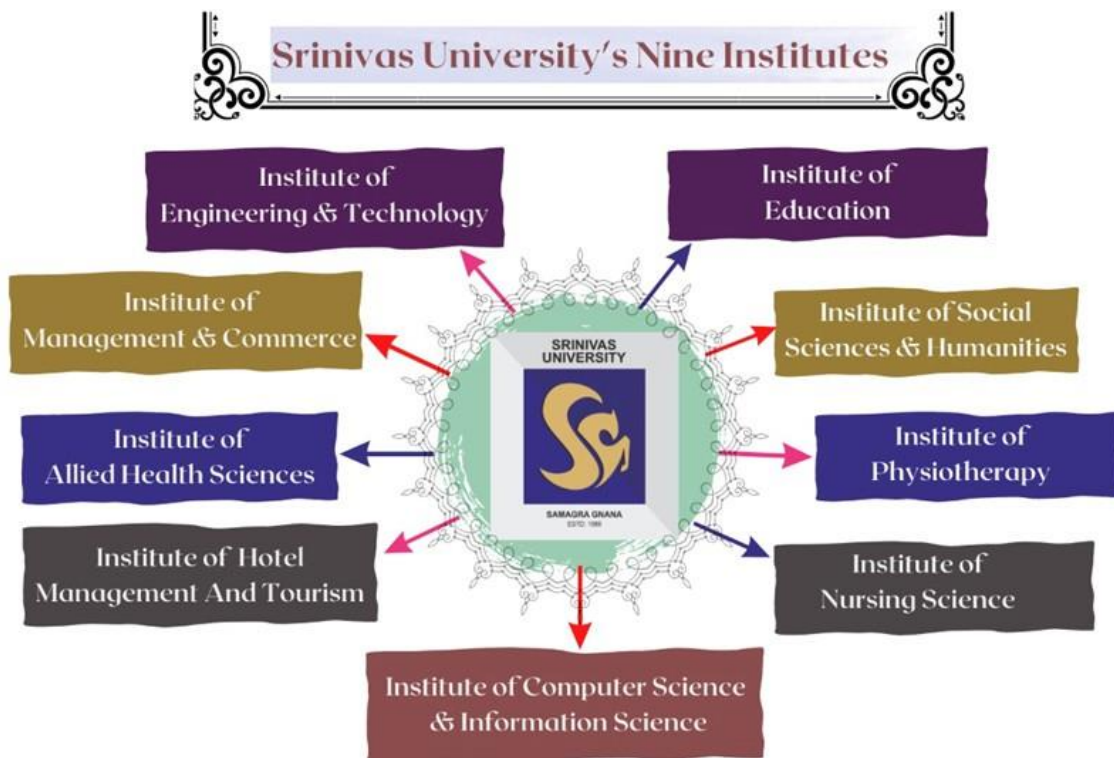 Srinivas University's Nine Institutes
Institute of
Engineering & Technology
Institute of
Education
Institute of
Management & Commerce
Institute of Social
Sciences & Humanities
SRINIVAS
UNIVERSITY
Institute of
Allied Health Sciences
Institute of
Physiotherapy
SAMAGRA GNANA
ESTD: 1988
Institute of Hotel
Management And Tourism
Institute of
Nursing Science
Institute of Computer Science
& Information Science